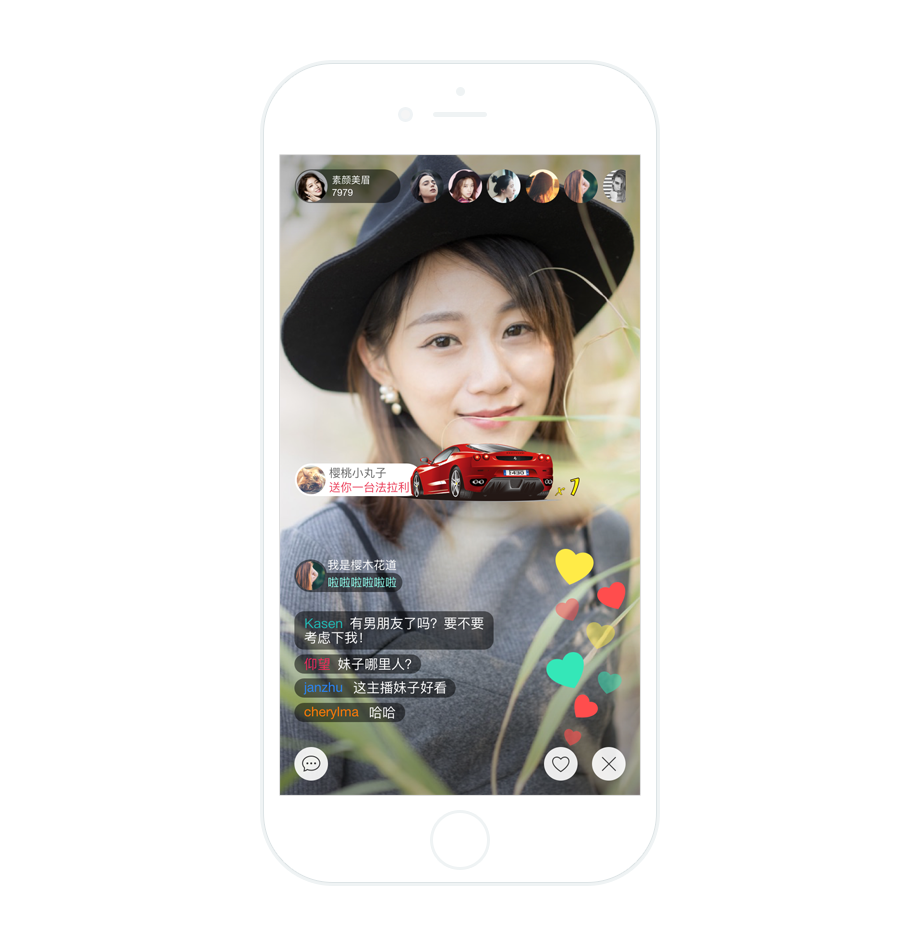 素颜美眉
7979
樱桃小丸子
送你一台法拉利
x 1
我是樱木花道
啦啦啦啦啦啦
Kasen 有男朋友了吗？要不要
考虑下我！
仰望 妹子哪里人？
janzhu 这主播妹子好看
cherylma 哈哈